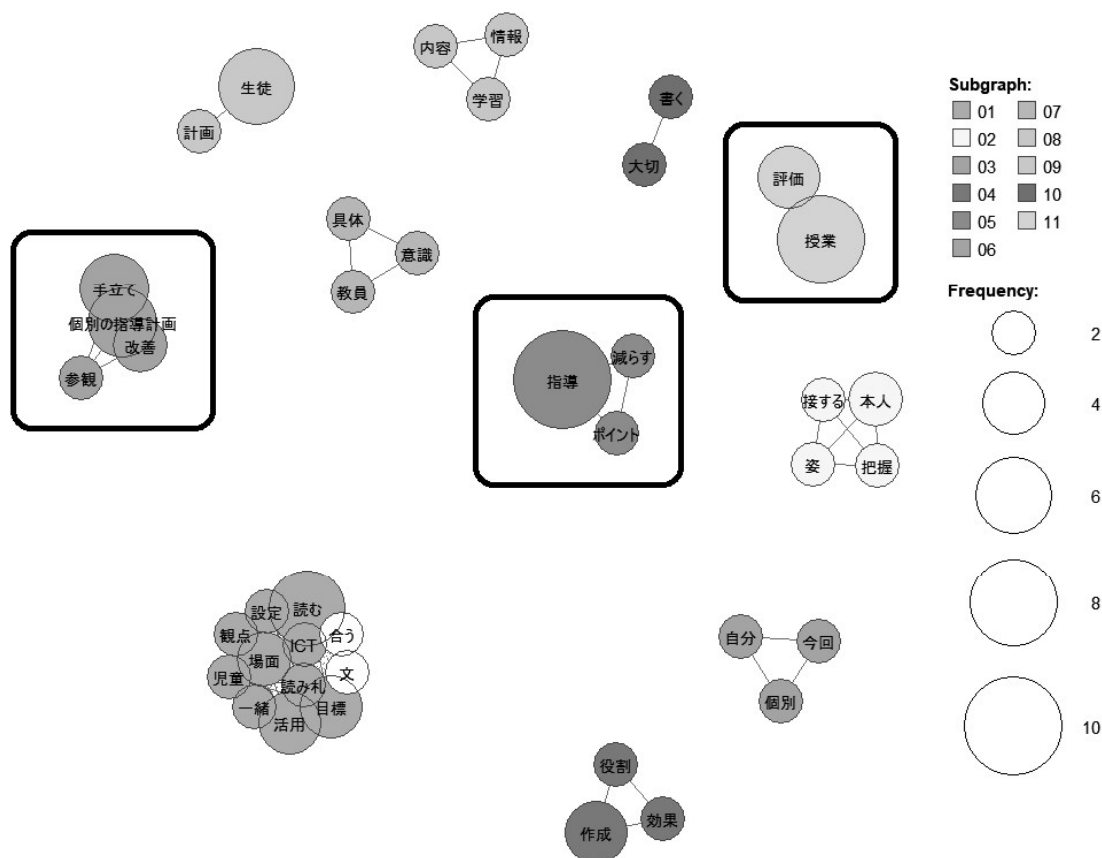 内容
情報
学習
生徒
計画
書く
大切
評価
授業
具体
意識
教員
手立て
個別の指導計画
改善
参観
指導
減らす
ポイント
接する
本人
姿
把握
設定
読む
観点
ICT
合う
場面
児童
読み札
文
一緒
活用
目標
自分
今回
個別
役割
作成
効果
Subgraph:
01 07
02 08
03 09
04 10
05 11
06
Frequency:
2
4
6
8
10